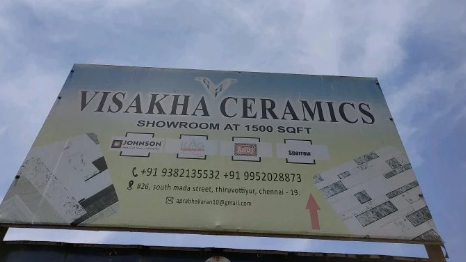 VISAKHA CERAMICS
SHOWROOM AT 1500 SQFT
JOHNSON
+91 9382135532 +91 9952028873
#26, south mada street, thiruvottiyur, chennai - 19.